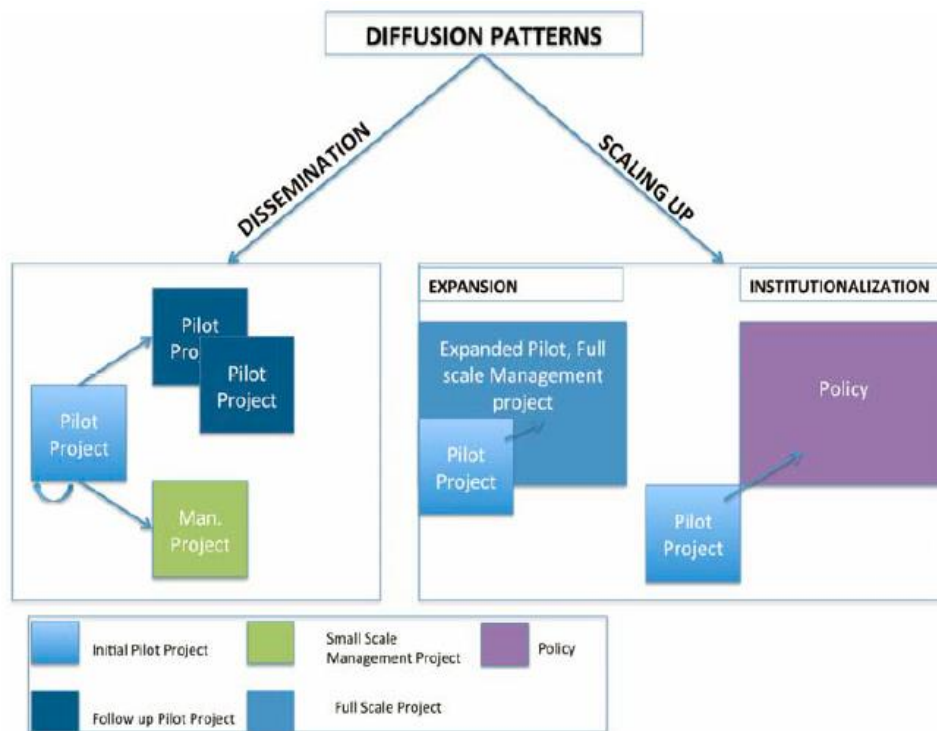 DIFFUSION PATTERNS
DISSEMINATION
SCALING UP
Pilot
Project
Pilot
Project
Pilot
Project
Man.
Project
EXPANSION
Expanded Pilot, Full
scale Management
project
Pilot
Project
INSTITUTIONALIZATION
Policy
Pilot
Project
Initial Pilot Project
Small Scale
Management Project
Policy
Follow up Pilot Project
Full Scale Project